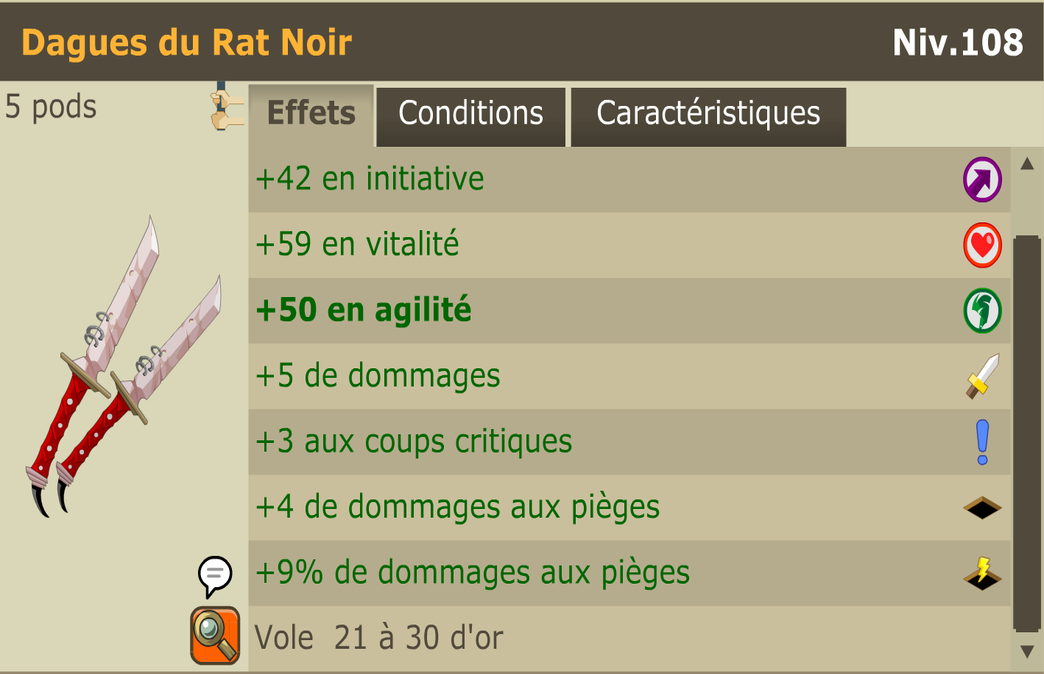 Dagues du Rat Noir
Niv.108
5 pods
Effets
Conditions
Caractéristiques
+42 en initiative
+59 en vitalité
+50 en agilité
+5 de dommages
+3 aux coups critiques
+4 de dommages aux pièges
+9% de dommages aux pièges
Vole 21 à 30 d'or